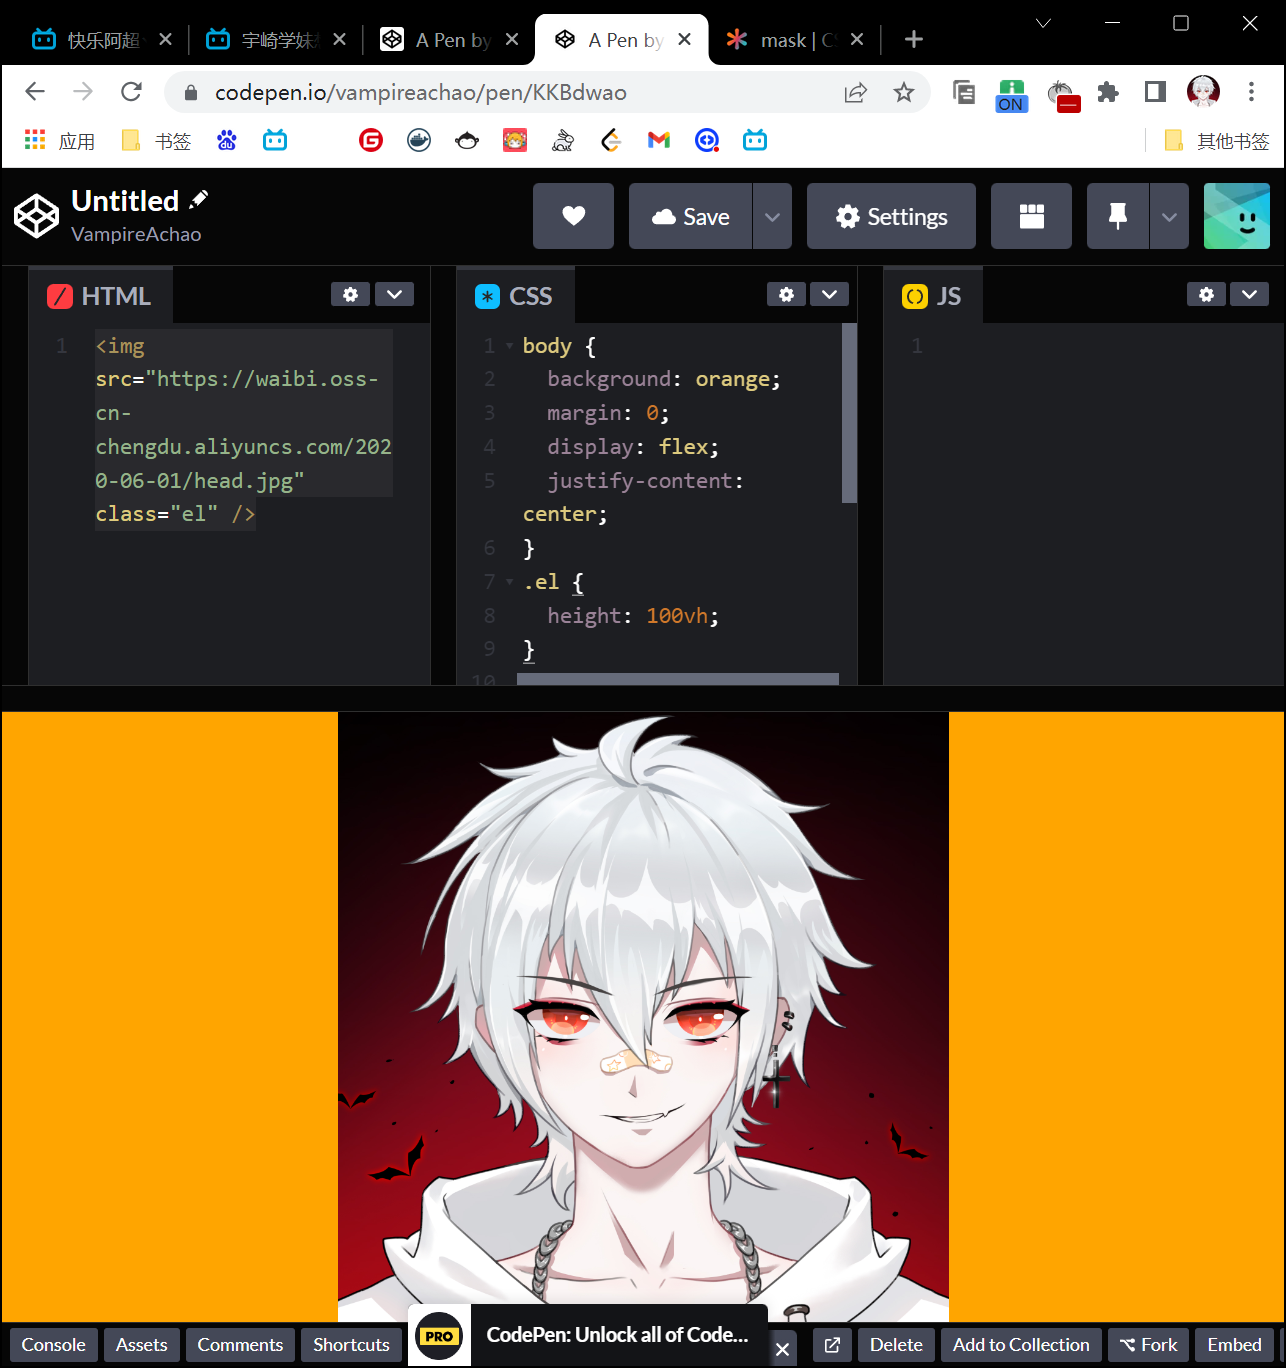 快乐阿超
宇崎学妹
A Pen by
A Pen by
mask | CS
codepen.io/vampireachao/pen/KKBdwao
ON
应用
书签
其他书签
Untitled
VampireAchao
Save
Settings
HTML
CSS
JS
1 <img
src="https://waibi.oss-
cn-
chengdu.aliyuncs.com/202
0-06-01/head.jpg"
class="el" />
1 body {
2 background: orange;
3 margin: 0;
4 display: flex;
5 justify-content:
center;
6 }
7 .el {
8 height: 100vh;
9 }
10
1
Console
Assets
Comments
Shortcuts
PRO
CodePen: Unlock all of Code...
Delete
Add to Collection
Fork
Embed